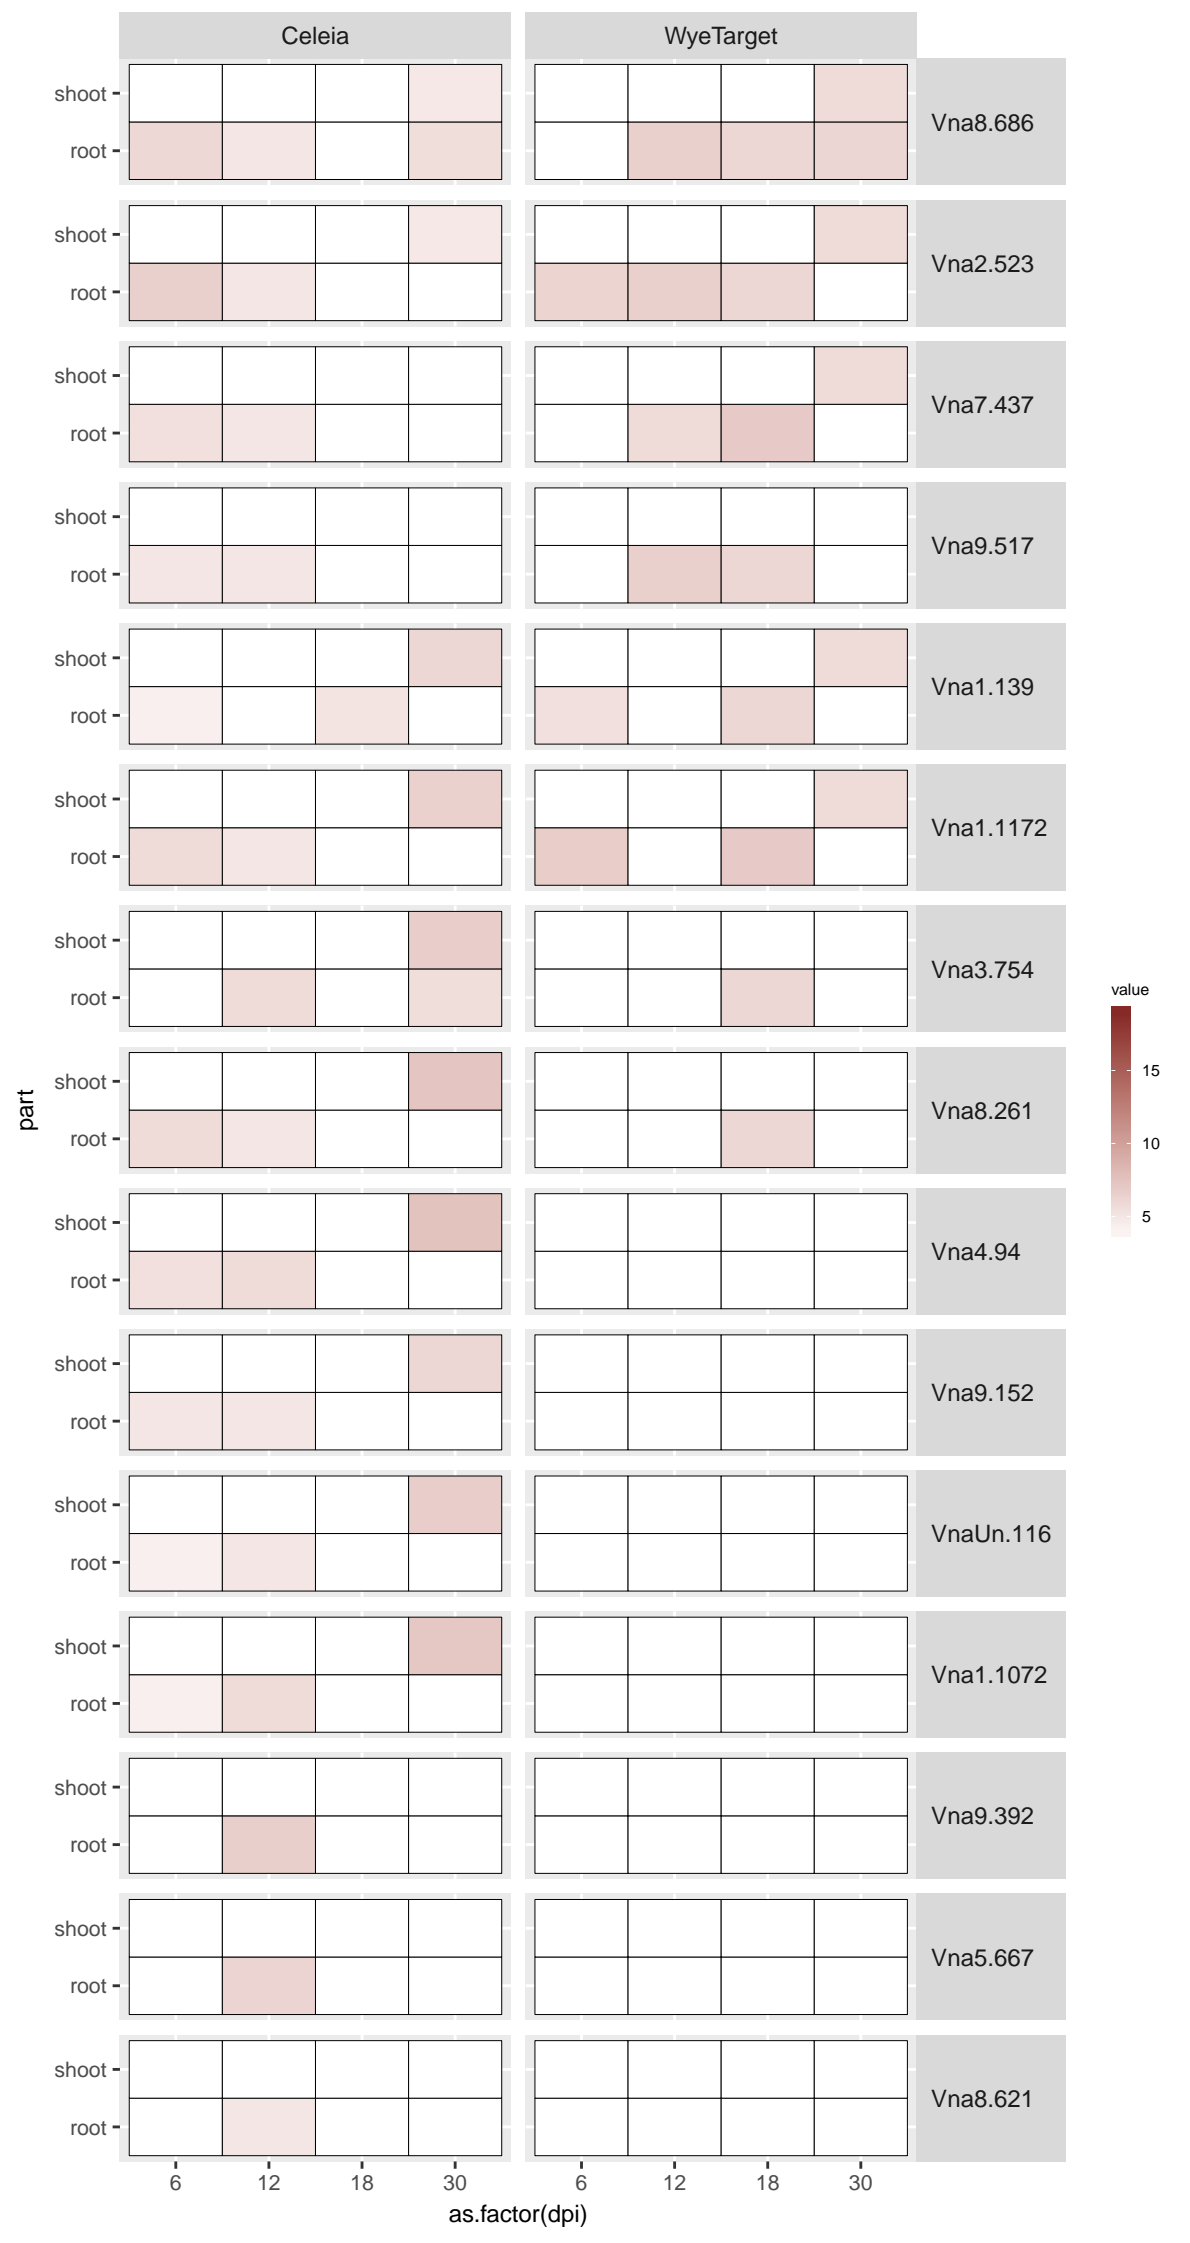 Celeia WyeTarget
shoot
root
Vna8.686
shoot
root
Vna2.523
shoot
root
Vna7.437
shoot
root
Vna9.517
shoot
root
Vna1.139
shoot
root
Vna1.1172
shoot
root
Vna3.754
shoot
root
Vna8.261
shoot
root
Vna4.94
shoot
root
Vna9.152
shoot
root
VnaUn.116
shoot
root
Vna1.1072
shoot
root
Vna9.392
shoot
root
Vna5.667
shoot
root
Vna8.621
6 12 18 30 6 12 18 30
as.factor(dpi)
part
value
15
10
5